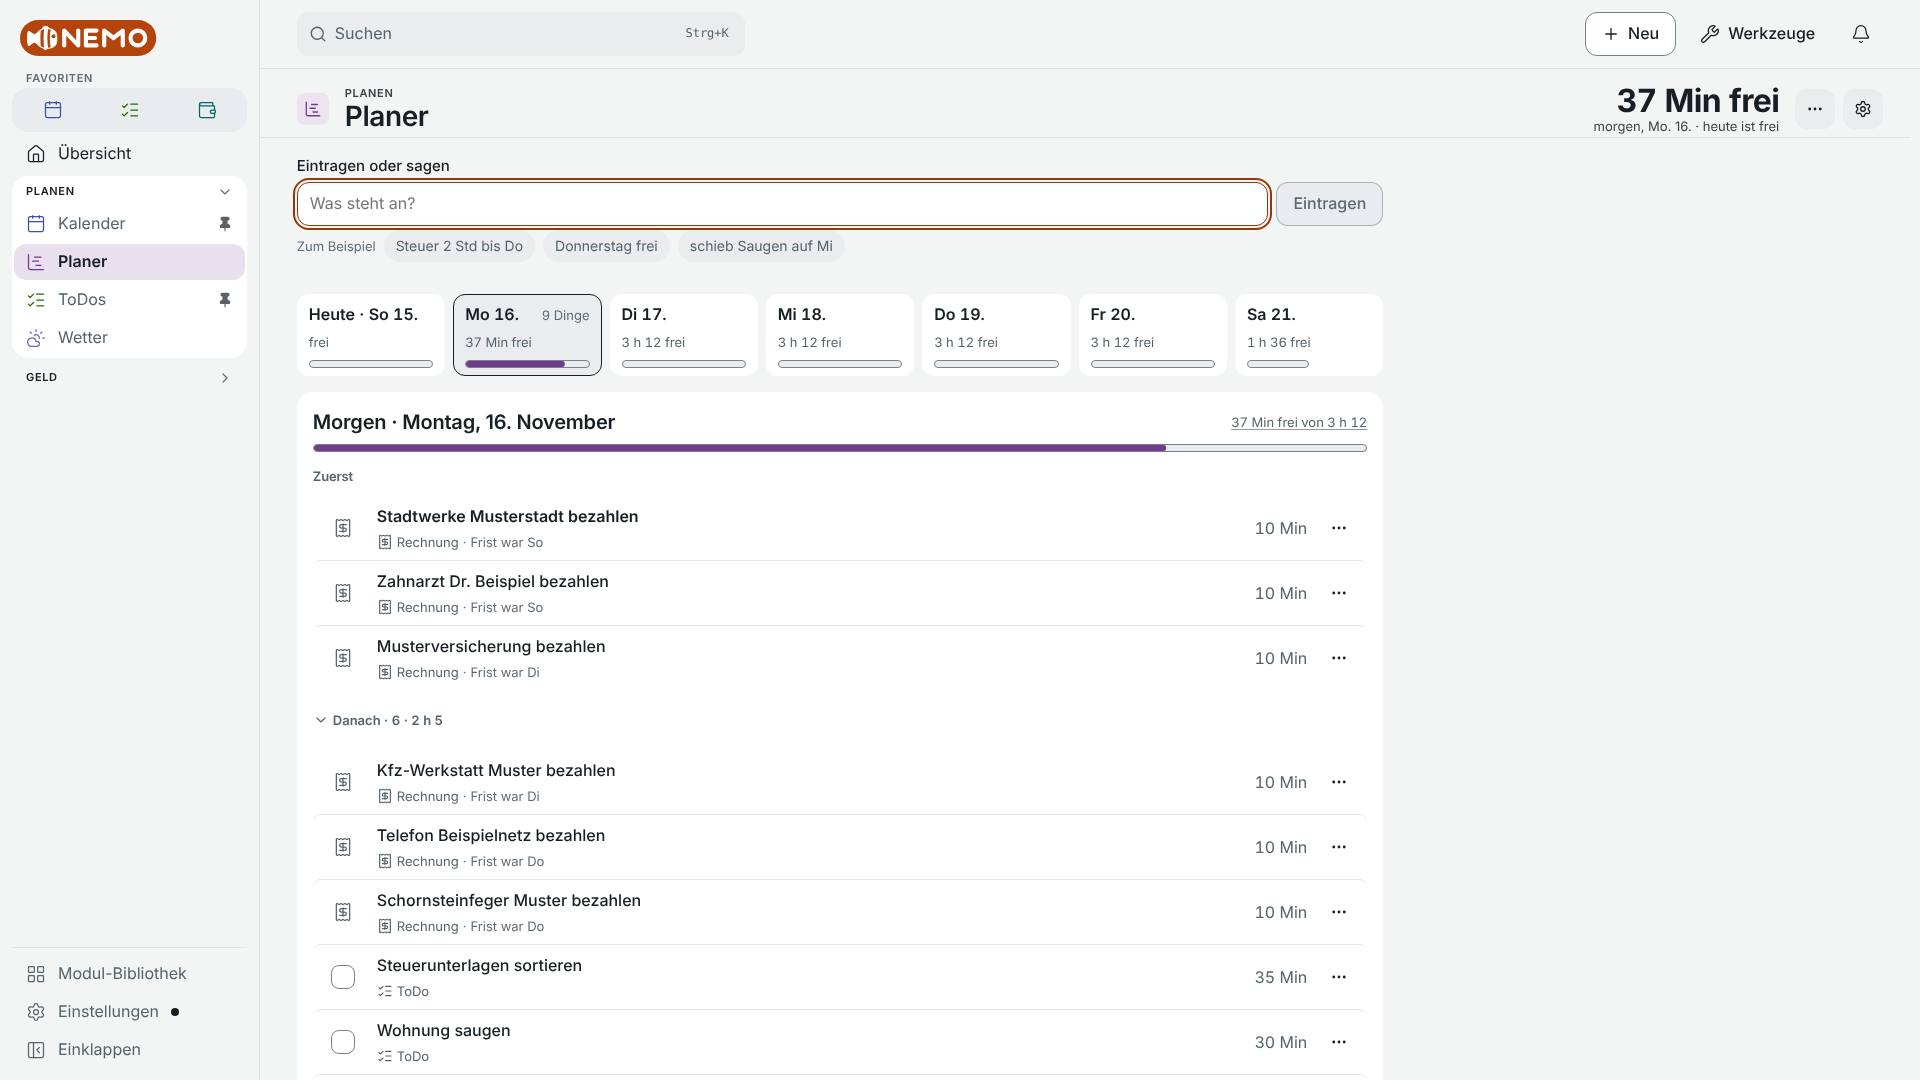 NEMO
FAVORITEN
Übersicht
PLANEN
Kalender
Planer
ToDos
Wetter
GELD
Modul-Bibliothek
Einstellungen
Einklappen
Suchen Strg+K
Neu
Werkzeuge
PLANEN
Planer
37 Min frei
morgen, Mo. 16. · heute ist frei
Eintragen oder sagen
Was steht an?
Eintragen
Zum Beispiel Steuer 2 Std bis Do Donnerstag frei schieb Saugen auf Mi
Heute · So 15.
frei
Mo 16. 9 Dinge
37 Min frei
Di 17.
3 h 12 frei
Mi 18.
3 h 12 frei
Do 19.
3 h 12 frei
Fr 20.
3 h 12 frei
Sa 21.
1 h 36 frei
Morgen · Montag, 16. November
37 Min frei von 3 h 12
Zuerst
Stadtwerke Musterstadt bezahlen
Rechnung · Frist war So
10 Min
Zahnarzt Dr. Beispiel bezahlen
Rechnung · Frist war So
10 Min
Musterversicherung bezahlen
Rechnung · Frist war Di
10 Min
Danach · 6 · 2 h 5
Kfz-Werkstatt Muster bezahlen
Rechnung · Frist war Di
10 Min
Telefon Beispielnetz bezahlen
Rechnung · Frist war Do
10 Min
Schornsteinfeger Muster bezahlen
Rechnung · Frist war Do
10 Min
Steuerunterlagen sortieren
ToDo
35 Min
Wohnung saugen
ToDo
30 Min